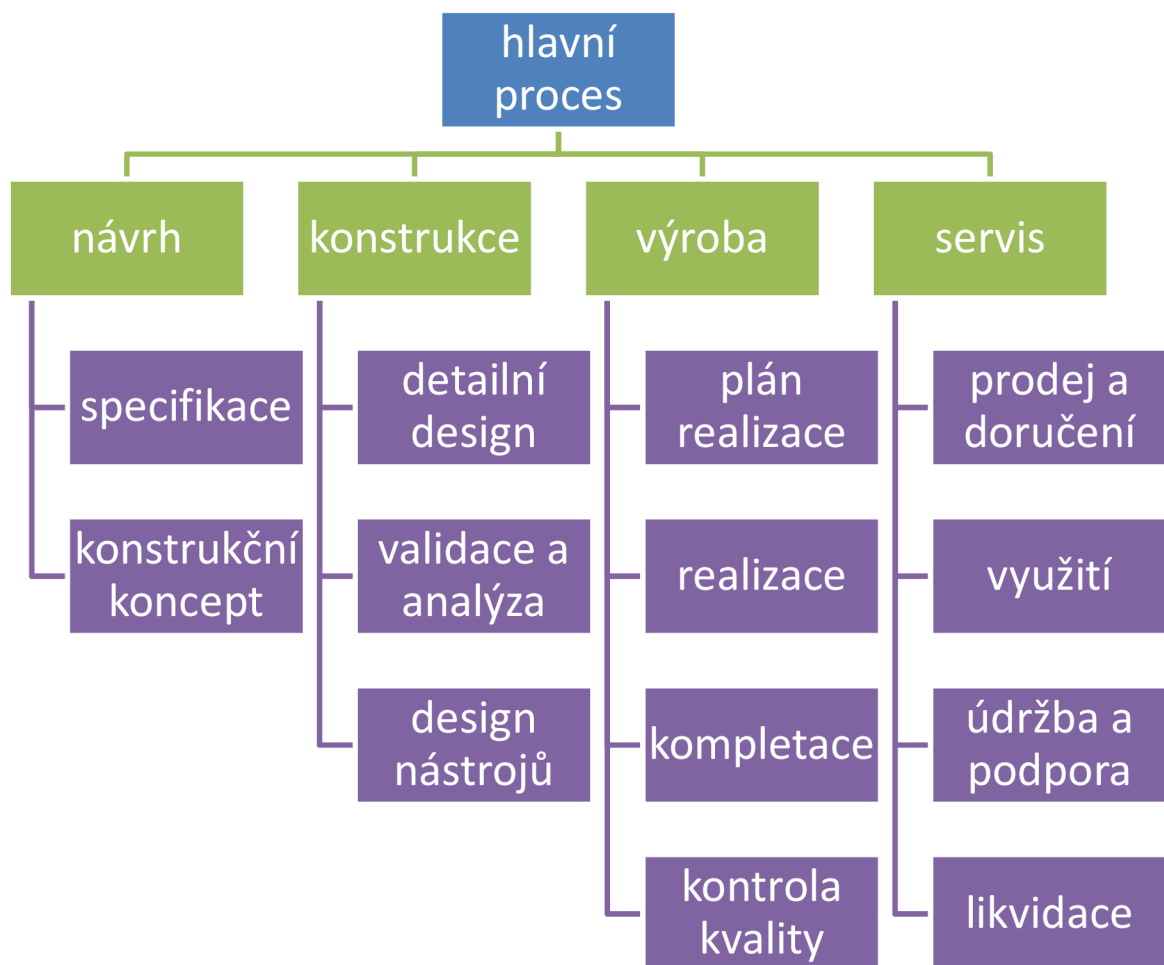 hlavní
proces
návrh
konstrukce
výroba
servis
specifikace
konstrukční
koncept
detailní
design
validace a
analýza
design
nástrojů
plán
realizace
realizace
kompletace
kontrola
kvality
prodej a
doručení
využití
údržba a
podpora
likvidace